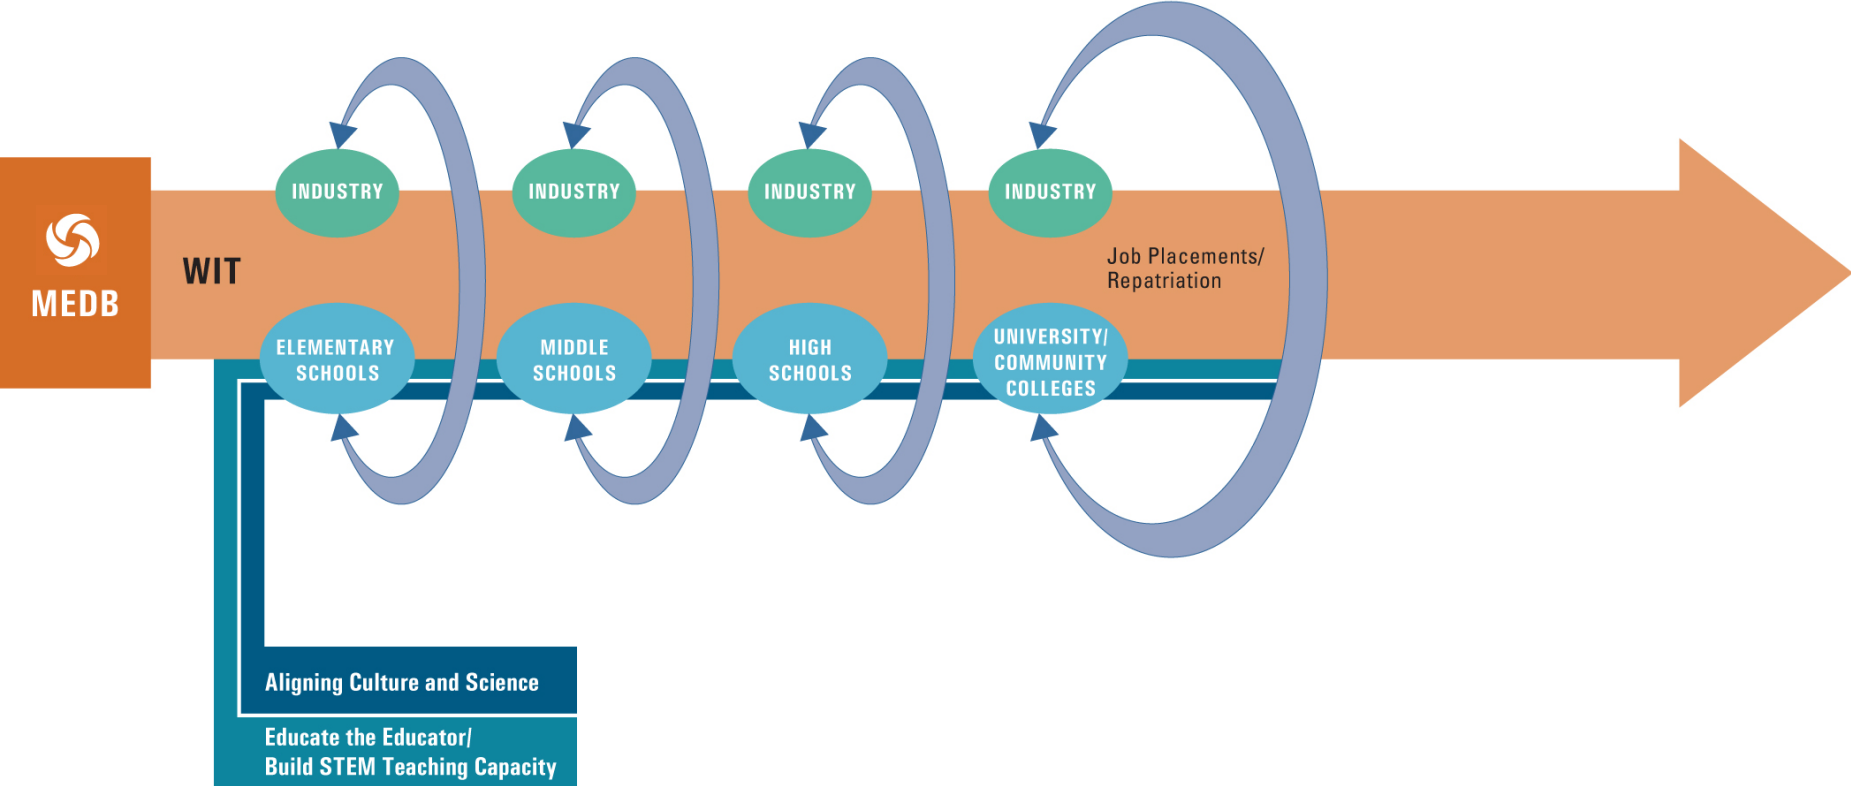 MEDB
WIT
INDUSTRY
INDUSTRY
INDUSTRY
INDUSTRY
Job Placements/
Repatriation
ELEMENTARY
SCHOOLS
MIDDLE
SCHOOLS
HIGH
SCHOOLS
UNIVERSITY/
COMMUNITY
COLLEGES
Aligning Culture and Science
Educate the Educator/
Build STEM Teaching Capacity